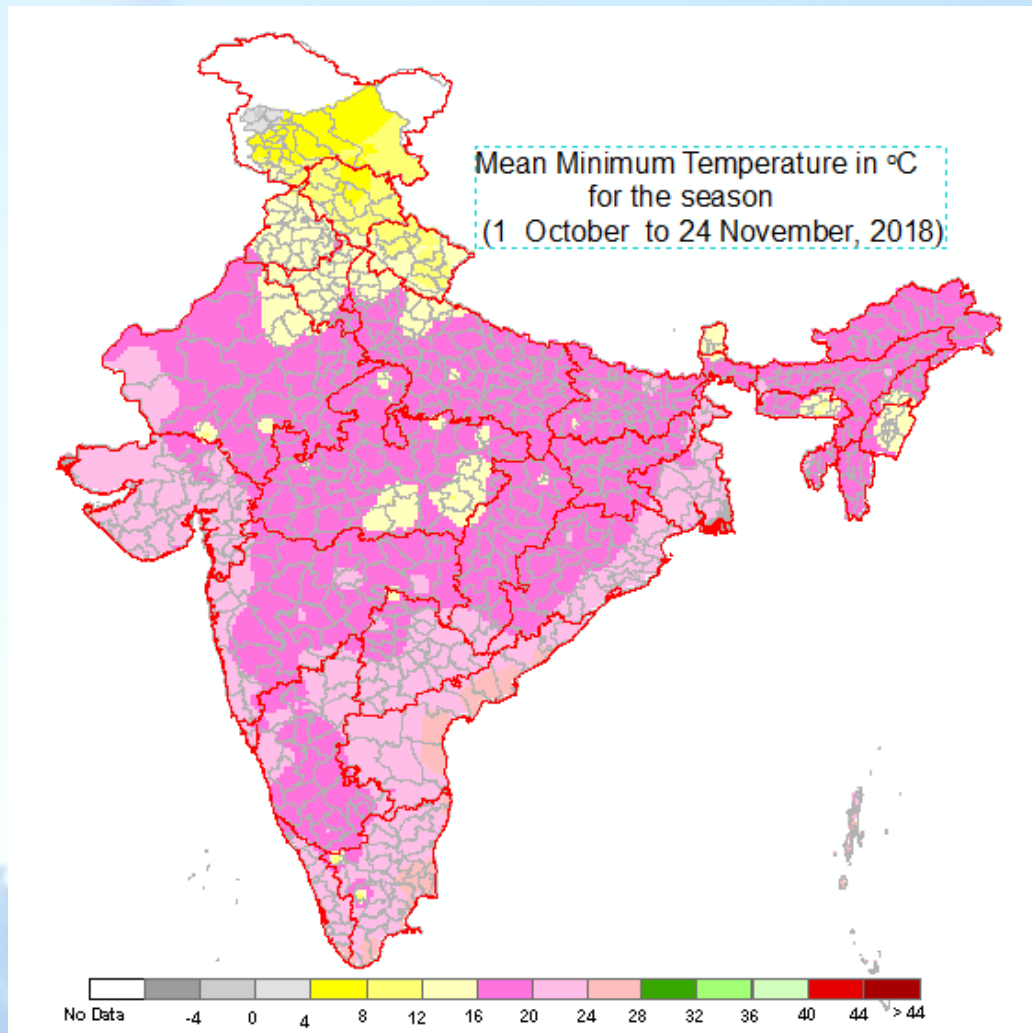 Mean Minimum Temperature in °C
for the season
(1 October to 24 November, 2018)
No Data -4 0 4 8 12 16 20 24 28 32 36 40 44 > 44